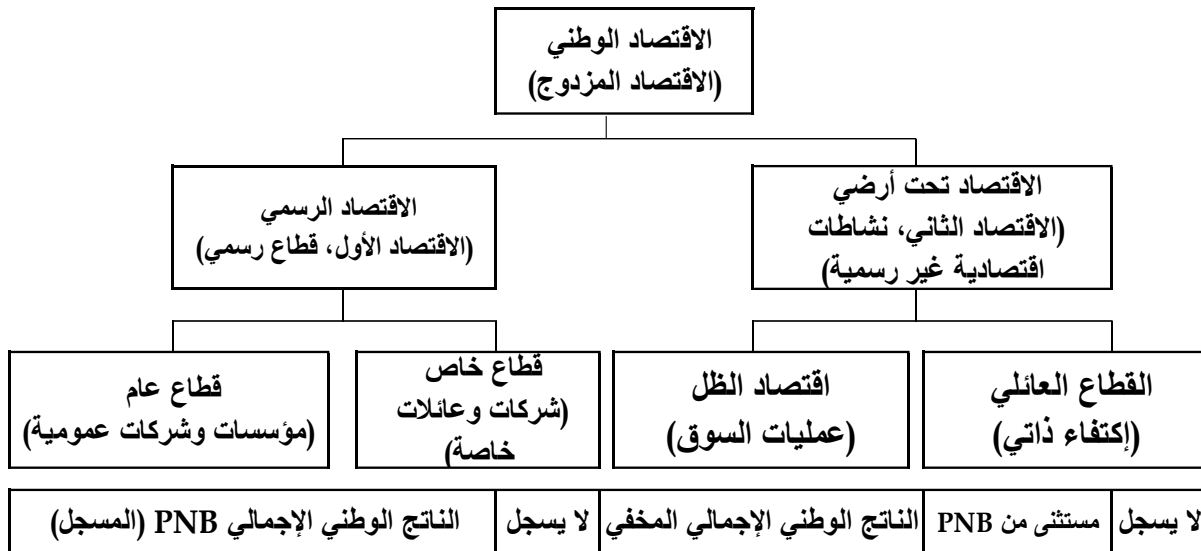 الاقتصاد الوطني
(الاقتصاد المزدوج)
الاقتصاد تحت أرضي
(الاقتصاد الثاني، نشاطات
اقتصادية غير رسمية)
الاقتصاد الرسمي
(الاقتصاد الأول، قطاع رسمي)
القطاع العائلي
(إكتفاء ذاتي)
اقتصاد الظل
(عمليات السوق)
قطاع خاص
(شركات وعائلات
خاصة)
قطاع عام
(مؤسسات وشركات عمومية)
لا يسجل
مستثنى من PNB
الناتج الوطني الإجمالي المخفي
لا يسجل
الناتج الوطني الإجمالي PNB (المسجل)